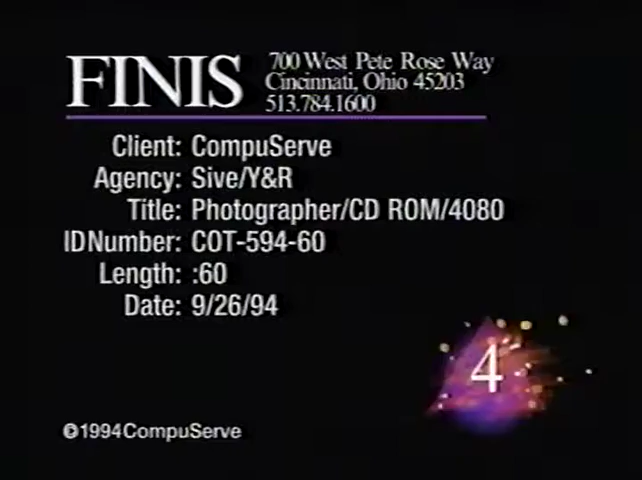 FINIS
700 West Pete Rose Way
Cincinnati, Ohio 45203
513.784.1600
Client: CompuServe
Agency: Sive/Y&R
Title: Photographer/CD ROM/4080
IDNumber: COT-594-60
Length: :60
Date: 9/26/94
4
©1994CompuServe